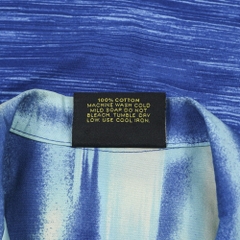 100% COTTON
MACHINE WASH COLD
MILD SOAP DO NOT
BLEACH, TUMBLE DRY
LOW. USE COOL IRON.